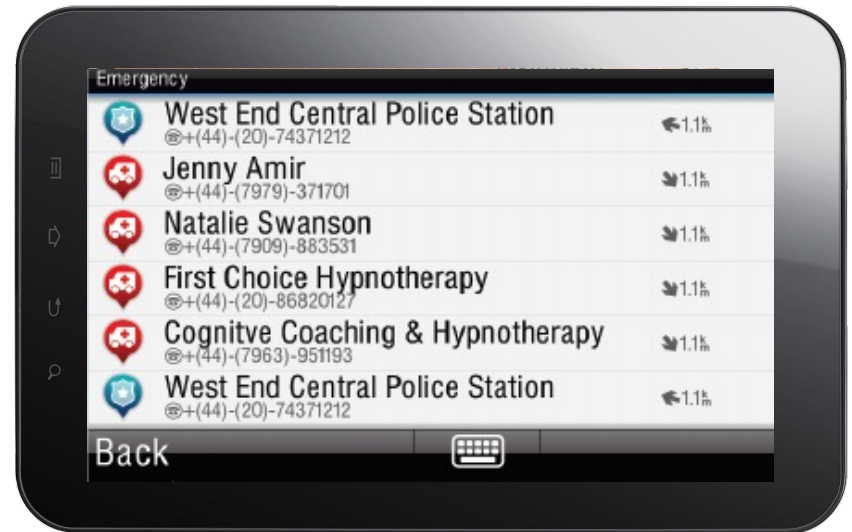 Emergency
West End Central Police Station
☎+(44)-(20)-74371212
1.1km
Jenny Amir
☎+(44)-(7979)-371701
1.1km
Natalie Swanson
☎+(44)-(7909)-883531
1.1km
First Choice Hypnotherapy
☎+(44)-(20)-86820127
1.1km
Cognitve Coaching & Hypnotherapy
☎+(44)-(7963)-951193
1.1km
West End Central Police Station
☎+(44)-(20)-74371212
1.1km
Back